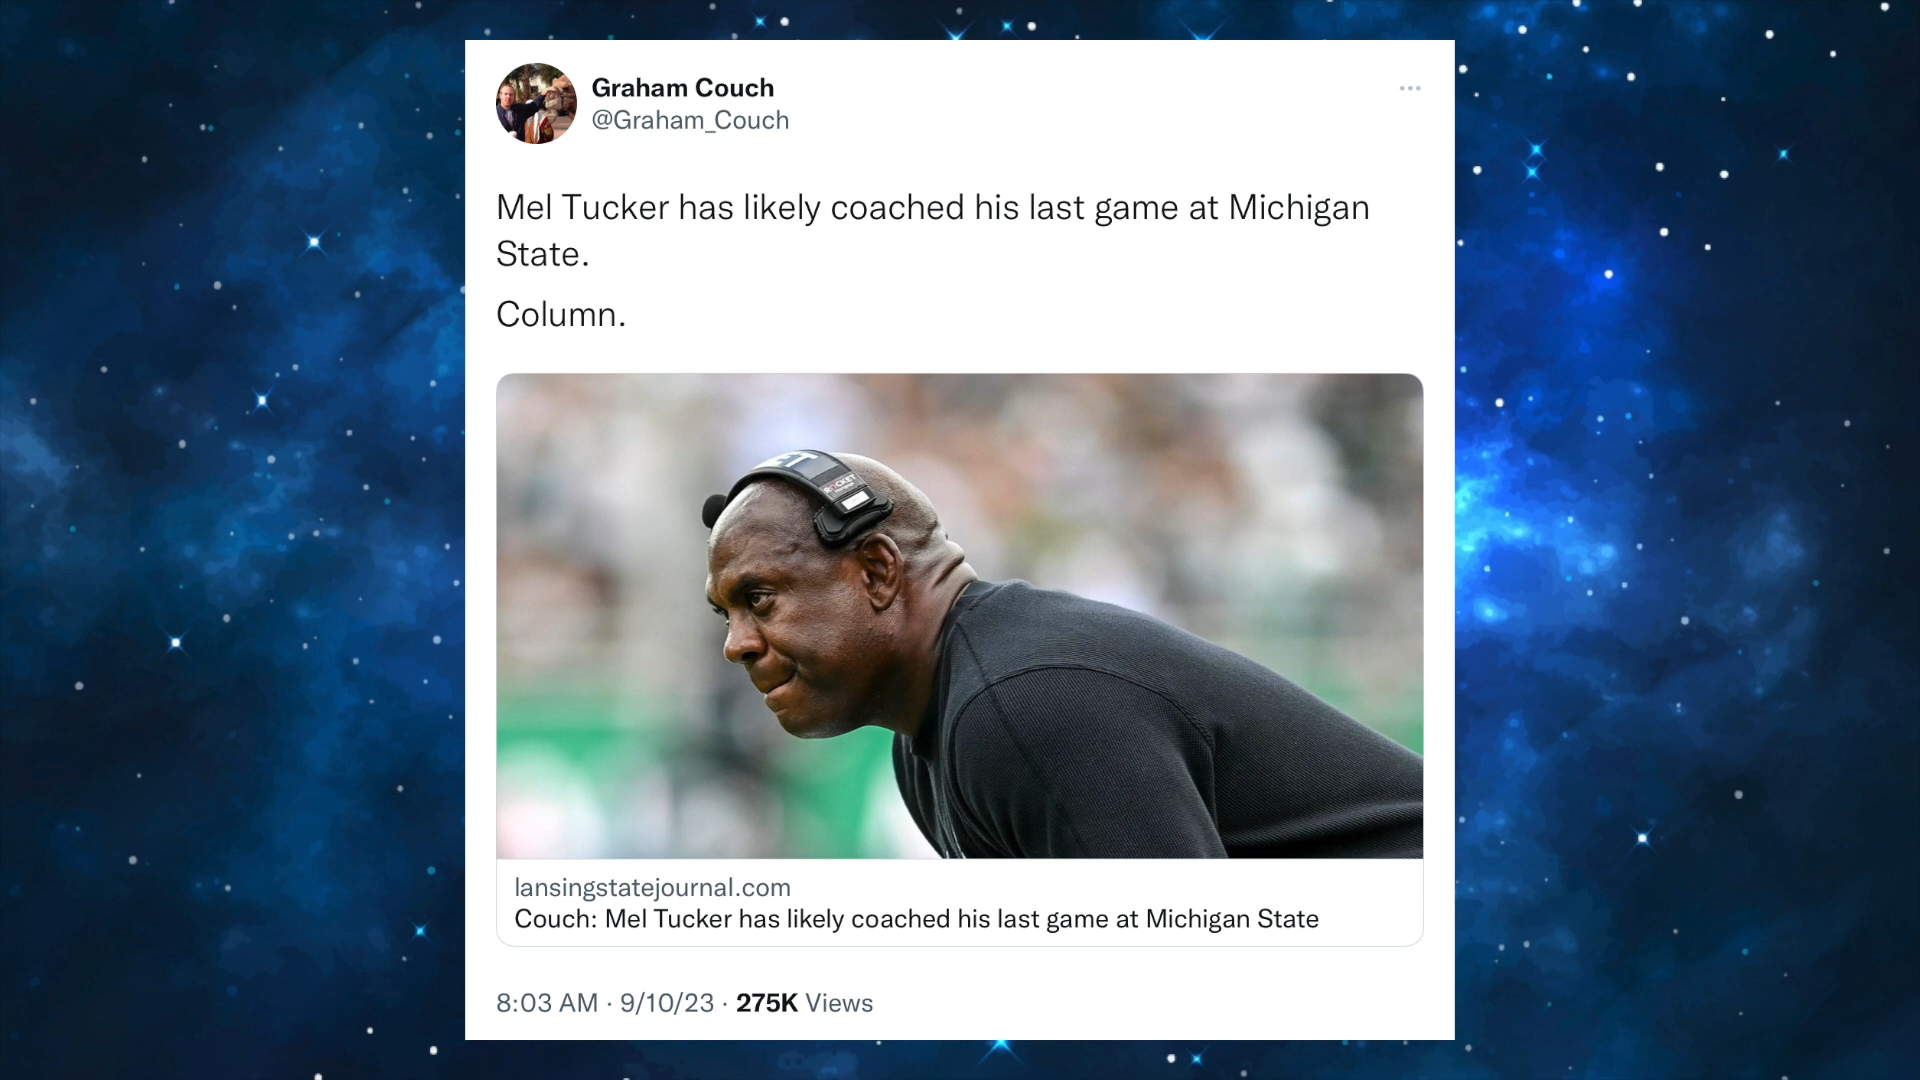 Graham Couch
@Graham_Couch
Mel Tucker has likely coached his last game at Michigan
State.
Column.
ROCKET
lansingstatejournal.com
Couch: Mel Tucker has likely coached his last game at Michigan State
8:03 AM · 9/10/23 · 275K Views